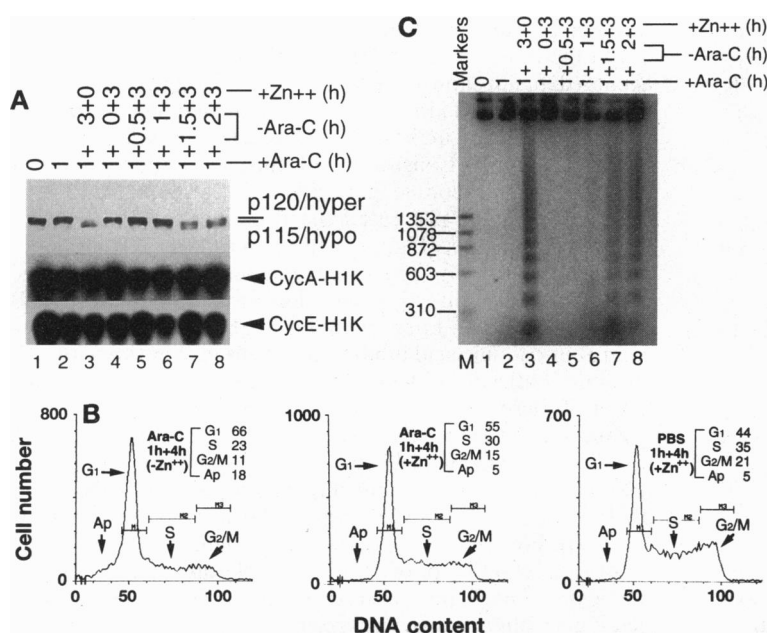 A
0
1
1+ 3+0
1+ 0+3
1+0.5+3
1+ 1+3
1+1.5+3
1+ 2+3
+Zn++ (h)
-Ara-C (h)
+Ara-C (h)
p120/hyper
p115/hypo
CycA-H1K
CycE-H1K
1 2 3 4 5 6 7 8
C
Markers
0
1
1+ 3+0
1+ 0+3
1+0.5+3
1+ 1+3
1+1.5+3
1+ 2+3
+Zn++ (h)
-Ara-C (h)
+Ara-C (h)
1353
1078
872
603
310
M 1 2 3 4 5 6 7 8
B
Cell number
800
0
50
100
Ara-C
1h+4h
(-Zn++)
G1 66
S 23
G2/M 11
Ap 18
G1
Ap
S
G2/M
M2
M3
1000
0
50
100
Ara-C
1h+4h
(+Zn++)
G1 55
S 30
G2/M 15
Ap 5
G1
Ap
S
G2/M
M2
M3
700
0
50
100
PBS
1h+4h
(+Zn++)
G1 44
S 35
G2/M 21
Ap 5
G1
Ap
S
G2/M
M2
M3
DNA content